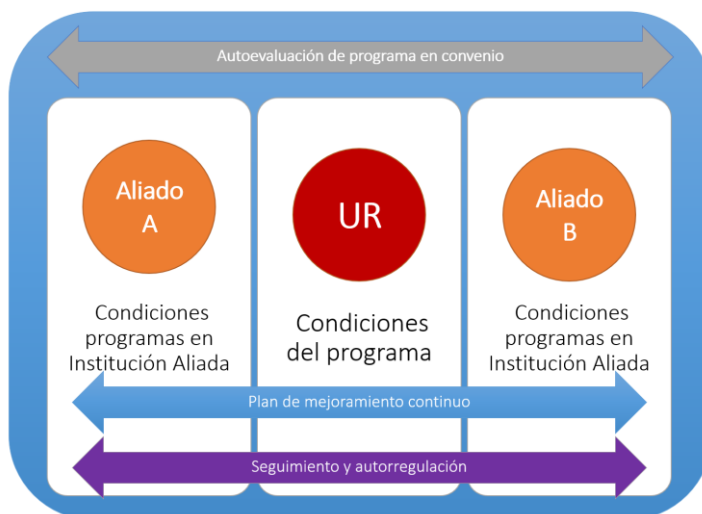 Autoevaluación de programa en convenio
Aliado
A
Condiciones
programas en
Institución Aliada
UR
Condiciones
del programa
Aliado
B
Condiciones
programas en
Institución Aliada
Plan de mejoramiento continuo
Seguimiento y autorregulación